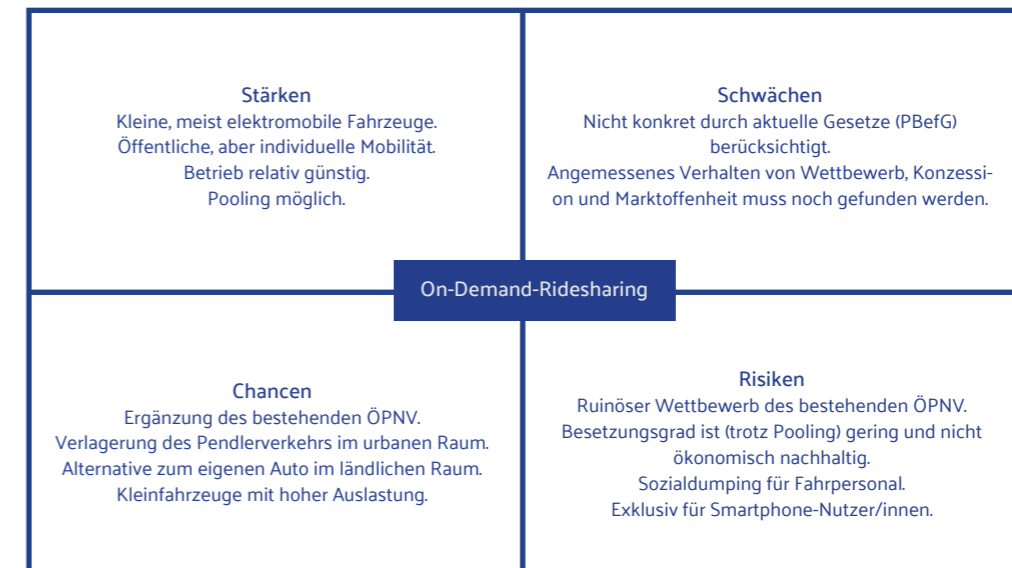 Stärken
Kleine, meist elektromobile Fahrzeuge.
Öffentliche, aber individuelle Mobilität.
Betrieb relativ günstig.
Pooling möglich.
Schwächen
Nicht konkret durch aktuelle Gesetze (PBefG)
berücksichtigt.
Angemessenes Verhalten von Wettbewerb, Konzessi-
on und Marktoffenheit muss noch gefunden werden.
On-Demand-Ridesharing
Chancen
Ergänzung des bestehenden ÖPNV.
Verlagerung des Pendlerverkehrs im urbanen Raum.
Alternative zum eigenen Auto im ländlichen Raum.
Kleinfahrzeuge mit hoher Auslastung.
Risiken
Ruinöser Wettbewerb des bestehenden ÖPNV.
Besetzungsgrad ist (trotz Pooling) gering und nicht
ökonomisch nachhaltig.
Sozialdumping für Fahrpersonal.
Exklusiv für Smartphone-Nutzer/innen.